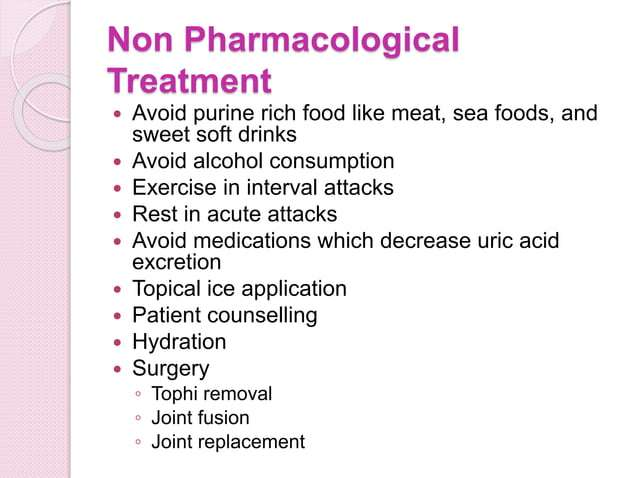 Non Pharmacological
Treatment
• Avoid purine rich food like meat, sea foods, and
sweet soft drinks
• Avoid alcohol consumption
• Exercise in interval attacks
• Rest in acute attacks
• Avoid medications which decrease uric acid
excretion
• Topical ice application
• Patient counselling
• Hydration
• Surgery
◦ Tophi removal
◦ Joint fusion
◦ Joint replacement